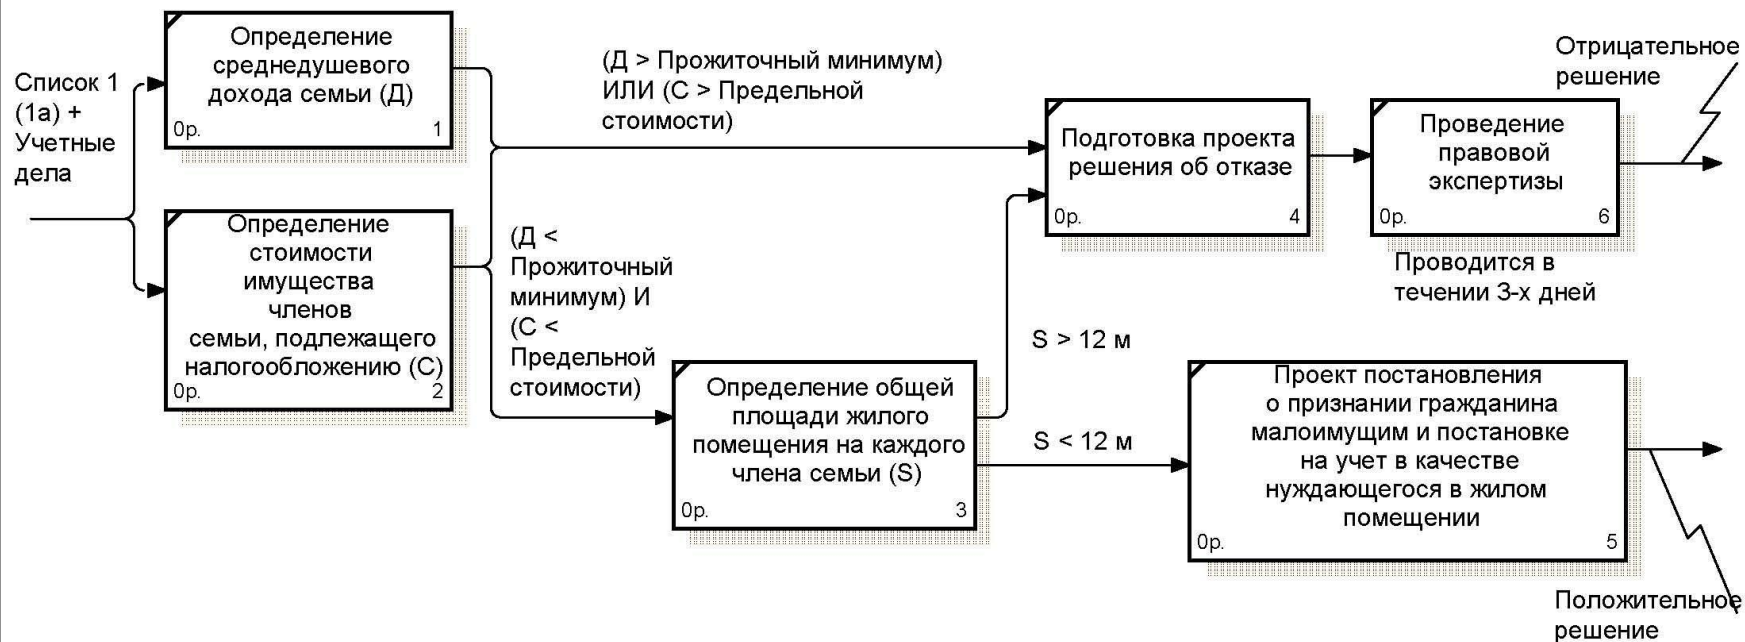 Список 1
(1а) +
Учетные
дела
Определение
среднедушевого
дохода семьи (Д)
0р. 1
Определение
стоимости
имущества
членов
семьи, подлежащего
налогообложению (С)
0р. 2
(Д > Прожиточный минимум)
ИЛИ (С > Предельной
стоимости)
(Д <
Прожиточный
минимум) И
(С <
Предельной
стоимости)
Определение общей
площади жилого
помещения на каждого
члена семьи (S)
0р. 3
Подготовка проекта
решения об отказе
0р. 4
Проведение
правовой
экспертизы
0р. 6
Проводится в
течении 3-х дней
Отрицательное
решение
S > 12 м
S < 12 м
Проект постановления
о признании гражданина
малоимущим и постановке
на учет в качестве
нуждающегося в жилом
помещении
0р. 5
Положительное
решение